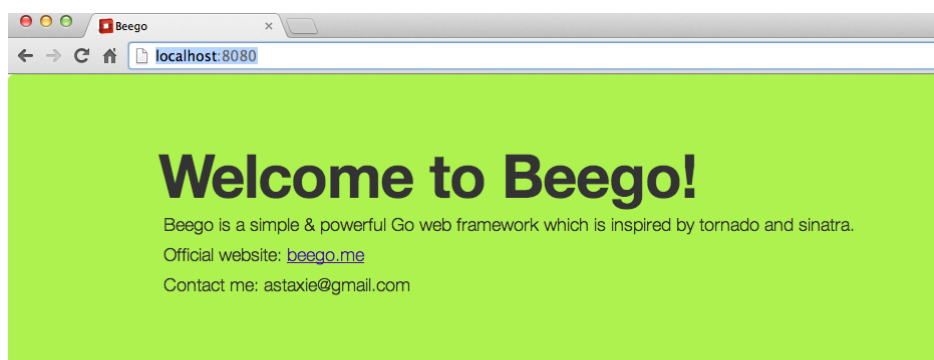 Beego
localhost:8080
Welcome to Beego!
Beego is a simple & powerful Go web framework which is inspired by tornado and sinatra.
Official website: beego.me
Contact me: astaxie@gmail.com